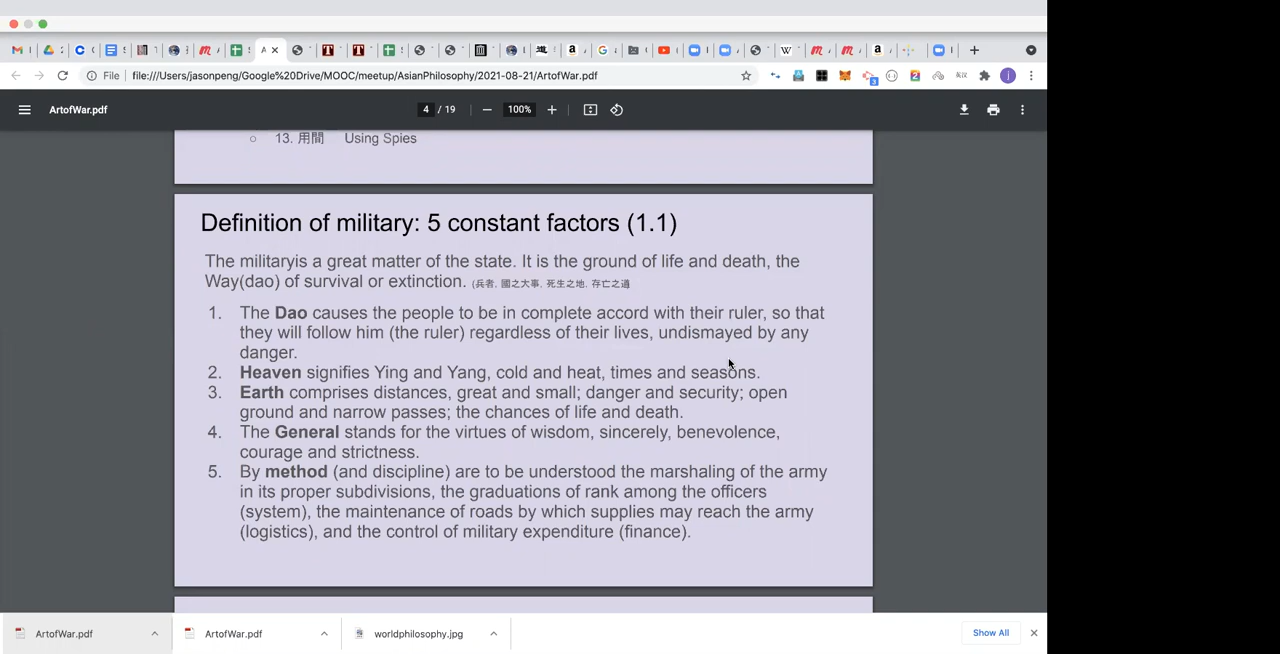 File
file:///Users/jasonpeng/Google%20Drive/MOOC/meetup/AsianPhilosophy/2021-08-21/ArtofWar.pdf
ArtofWar.pdf
4 / 19
100%
13. 用間 Using Spies
Definition of military: 5 constant factors (1.1)
The militaryis a great matter of the state. It is the ground of life and death, the
Way(dao) of survival or extinction. (兵者, 國之大事, 死生之地, 存亡之道
1. The Dao causes the people to be in complete accord with their ruler, so that
they will follow him (the ruler) regardless of their lives, undismayed by any
danger.
2. Heaven signifies Ying and Yang, cold and heat, times and seasons.
3. Earth comprises distances, great and small; danger and security; open
ground and narrow passes; the chances of life and death.
4. The General stands for the virtues of wisdom, sincerely, benevolence,
courage and strictness.
5. By method (and discipline) are to be understood the marshaling of the army
in its proper subdivisions, the graduations of rank among the officers
(system), the maintenance of roads by which supplies may reach the army
(logistics), and the control of military expenditure (finance).
ArtofWar.pdf
ArtofWar.pdf
worldphilosophy.jpg
Show All